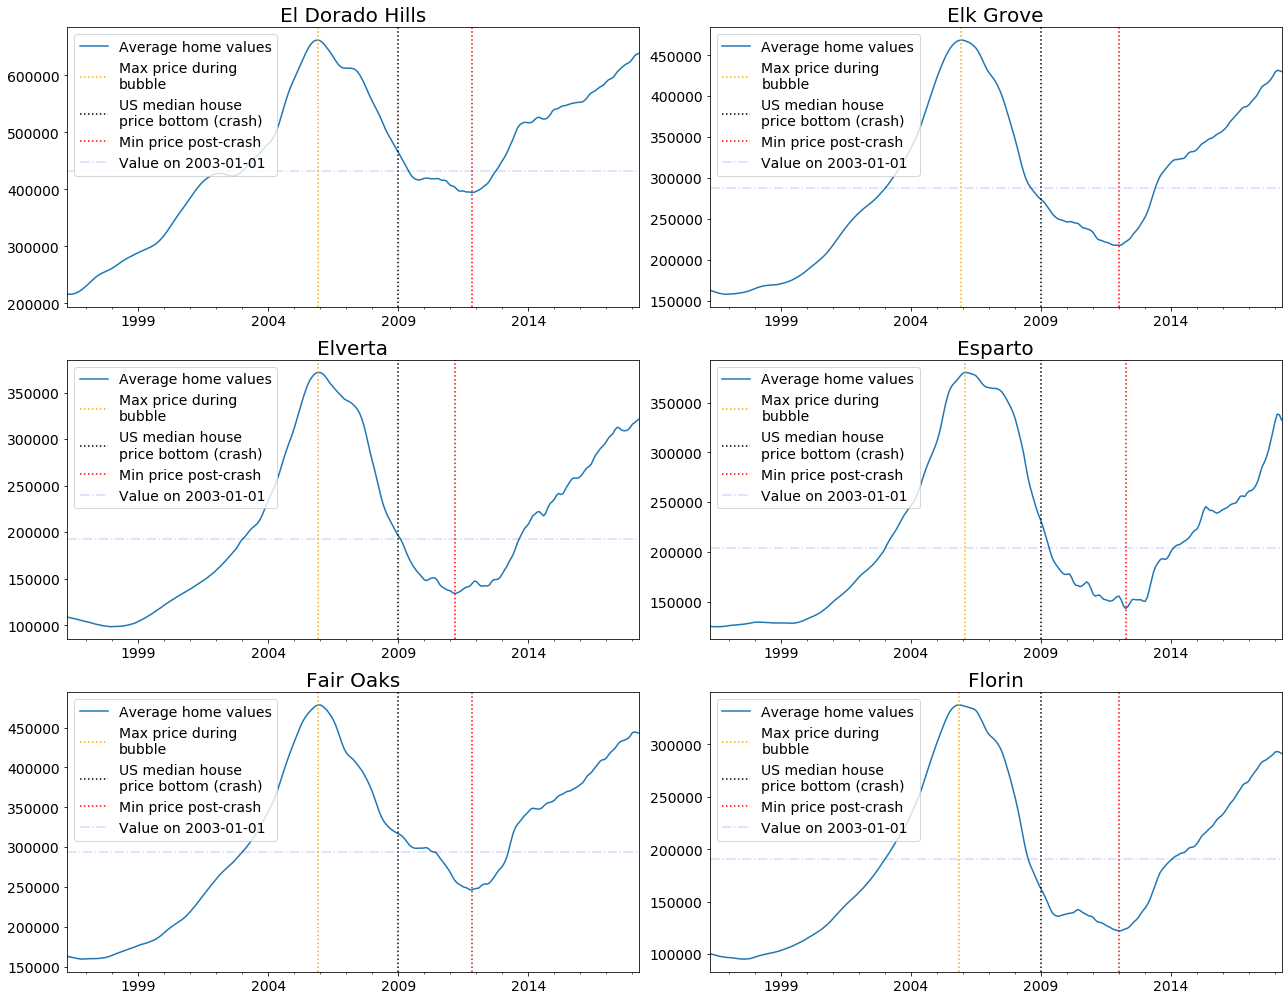 El Dorado Hills
Average home values
Max price during
bubble
US median house
price bottom (crash)
Min price post-crash
Value on 2003-01-01
600000
500000
400000
300000
200000
1999
2004
2009
2014
Elk Grove
Average home values
Max price during
bubble
US median house
price bottom (crash)
Min price post-crash
Value on 2003-01-01
450000
400000
350000
300000
250000
200000
150000
1999
2004
2009
2014
Elverta
Average home values
Max price during
bubble
US median house
price bottom (crash)
Min price post-crash
Value on 2003-01-01
350000
300000
250000
200000
150000
100000
1999
2004
2009
2014
Esparto
Average home values
Max price during
bubble
US median house
price bottom (crash)
Min price post-crash
Value on 2003-01-01
350000
300000
250000
200000
150000
1999
2004
2009
2014
Fair Oaks
Average home values
Max price during
bubble
US median house
price bottom (crash)
Min price post-crash
Value on 2003-01-01
450000
400000
350000
300000
250000
200000
150000
1999
2004
2009
2014
Florin
Average home values
Max price during
bubble
US median house
price bottom (crash)
Min price post-crash
Value on 2003-01-01
300000
250000
200000
150000
100000
1999
2004
2009
2014